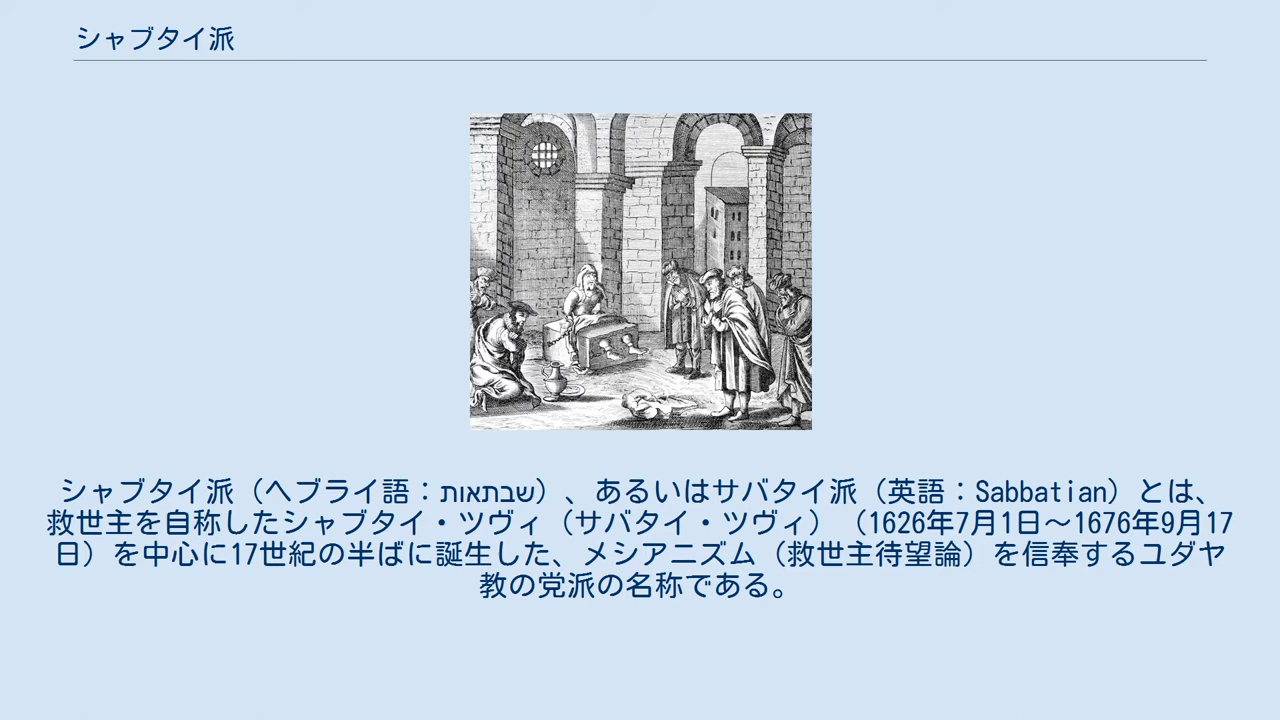 シャブタイ派
シャブタイ派（ヘブライ語：שבתאות）、あるいはサバタイ派（英語：Sabbatian）とは、
救世主を自称したシャブタイ・ツヴィ（サバタイ・ツヴィ）（1626年7月1日～1676年9月17
日）を中心に17世紀の半ばに誕生した、メシアニズム（救世主待望論）を信奉するユダヤ
教の党派の名称である。